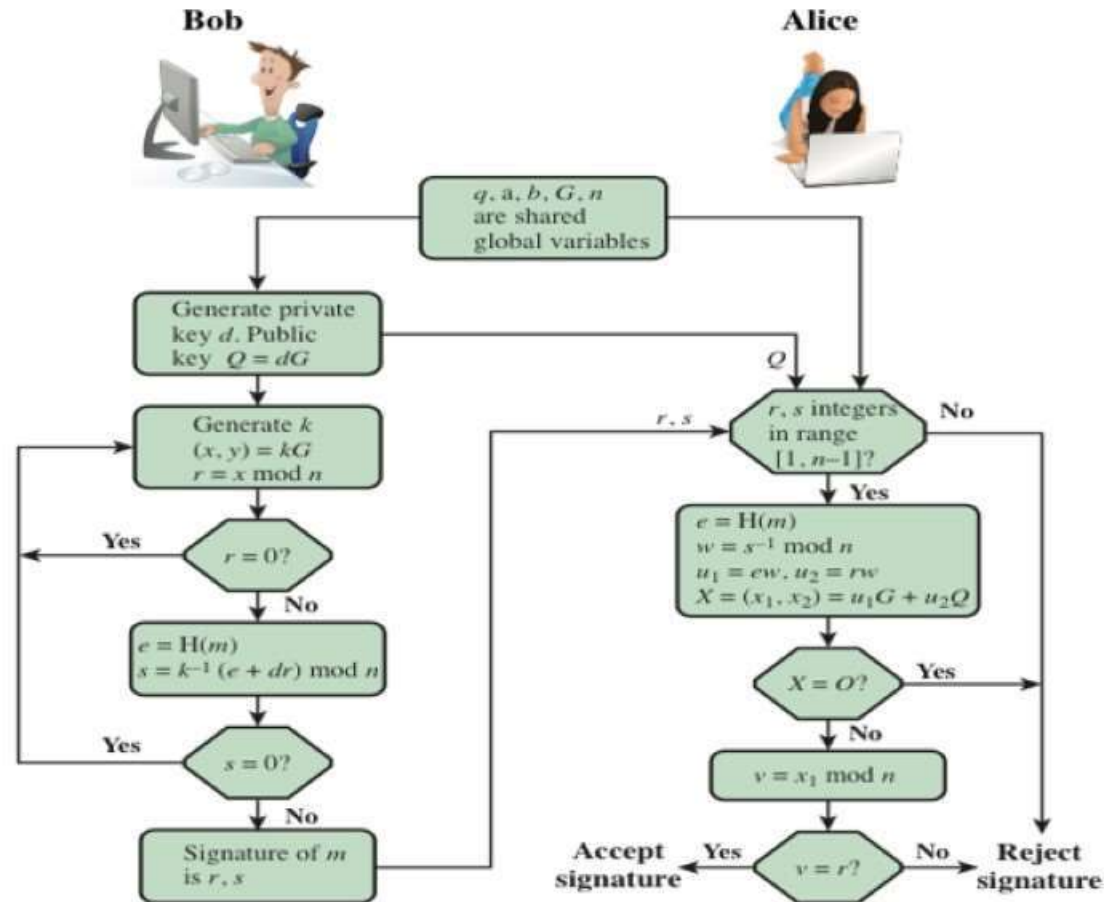 Bob
Alice
q, a, b, G, n
are shared
global variables
Generate private
key d. Public
key Q = dG
Q
Generate k
(x, y) = kG
r = x mod n
r, s
r, s integers
in range
[1, n–1]?
No
Yes
Yes
r = 0?
No
e = H(m)
w = s⁻¹ mod n
u₁ = ew, u₂ = rw
X = (x₁, x₂) = u₁G + u₂Q
e = H(m)
s = k⁻¹ (e + dr) mod n
X = O?
Yes
No
Yes
s = 0?
No
v = x₁ mod n
Signature of m
is r, s
Accept
signature
Yes
v = r?
No
Reject
signature